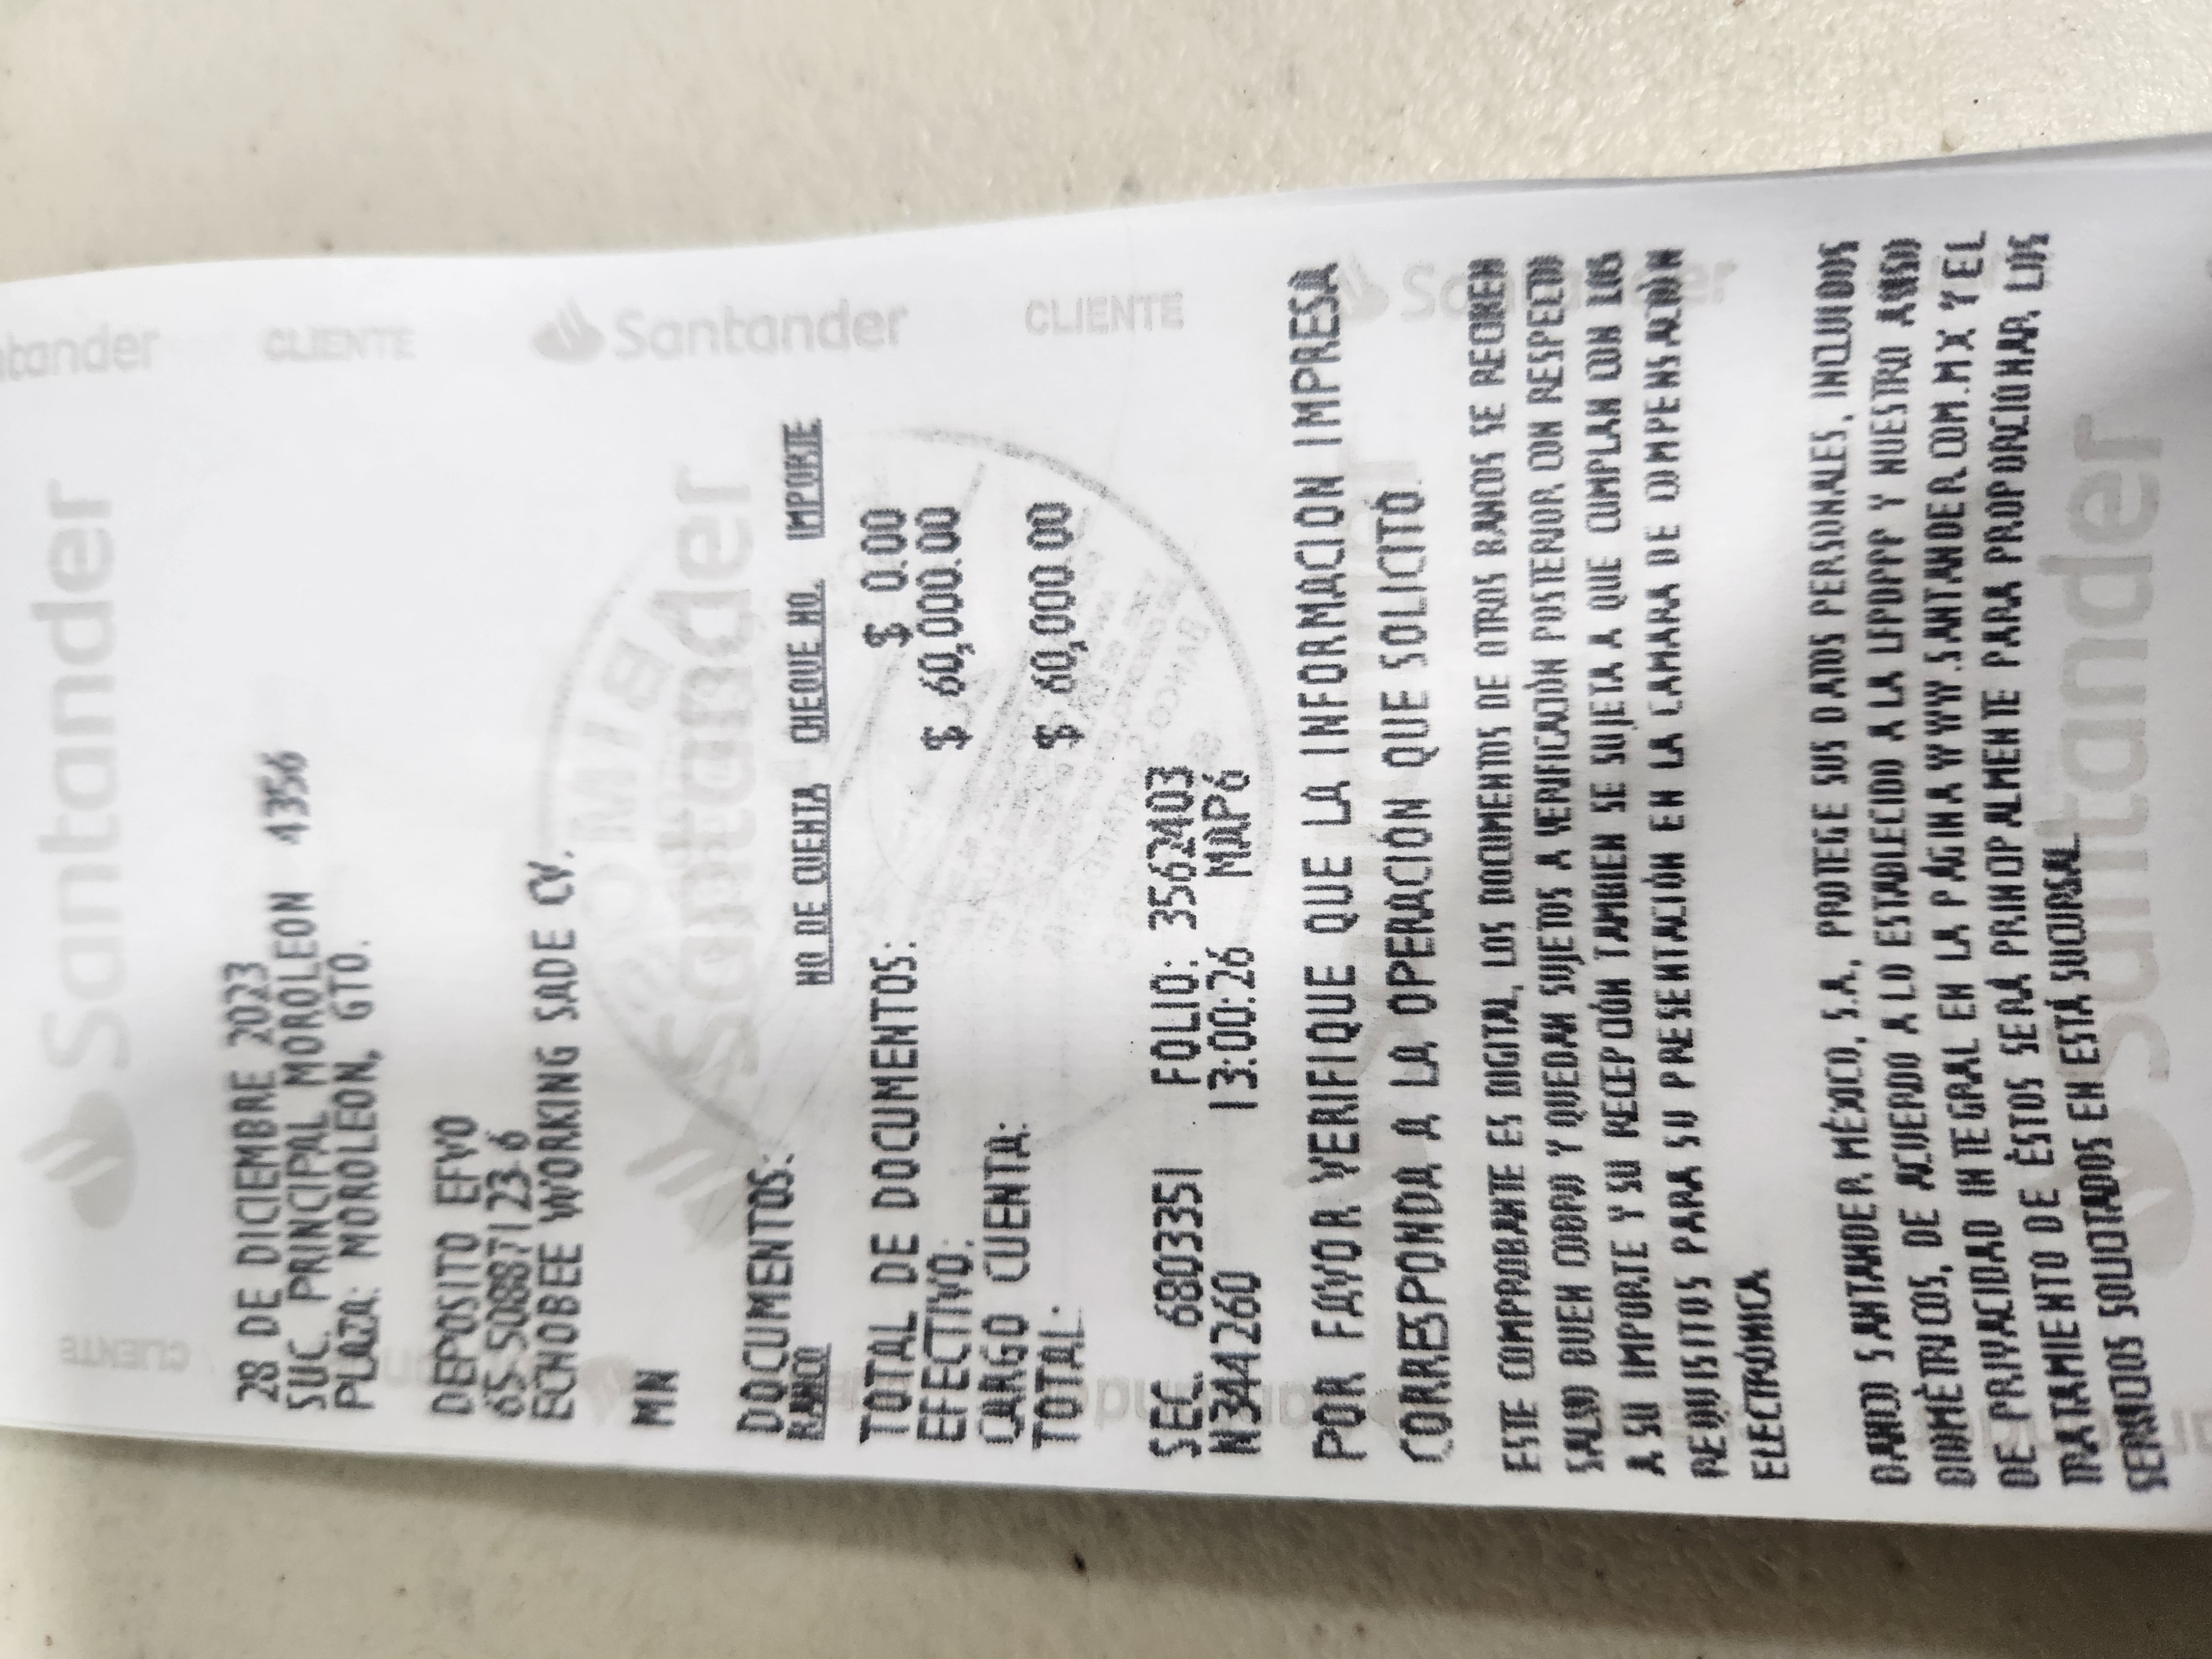 Santander
28 DE DICIEMBRE 2023
SUC. PRINCIPAL MOROLEON 4356
PLAZA: MOROLEON, GTO.
DEPOSITO EFVO
65-50887123-6
ECNOBEE WORKING SADE CV.
MN
DOCUMENTOS:
BANCO NO DE CUENTA CHEQUE NO. IMPORTE
TOTAL DE DOCUMENTOS: $ 0.00
EFECTIVO: $ 60,000.00
CARGO CUENTA:
TOTAL: $ 60,000.00
SEC. 6803351 FOLIO: 3562403
N344260 13:00:26 MAP6
POR FAVOR VERIFIQUE QUE LA INFORMACION IMPRESA
CORRESPONDA A LA OPERACIÓN QUE SOLICITÓ.
ESTE COMPROBANTE ES DIGITAL, LOS DOCUMENTOS DE OTROS BANCOS SE RECIBEN
SALVO BUEN COBRO Y QUEDAN SUJETOS A VERIFICACIÓN POSTERIOR CON RESPECTO
A SU IMPORTE Y SU RECEPCIÓN TAMBIEN SE SUJETA A QUE CUMPLAN CON LOS
REQUISITOS PARA SU PRESENTACIÓN EN LA CAMARA DE COMPENSACIÓN
ELECTRÓNICA
BANCO SANTANDER MÉXICO, S.A. PROTEGE SUS DATOS PERSONALES, INCLUIDOS
BIOMÉTRICOS, DE ACUERDO A LO ESTABLECIDO A LA LFPDPPP Y NUESTRO AVISO
DE PRIVACIDAD INTEGRAL EN LA PÁGINA WWW.SANTANDER.COM.MX Y EL
TRATAMIENTO DE ÉSTOS SERÁ PRINCIPALMENTE PARA PROPORCIONAR, LOS
SERVICIOS SOLICITADOS EN ESTA SUCURSAL.
Santander
CLIENTE
Santander
CLIENTE
Santander
Santander